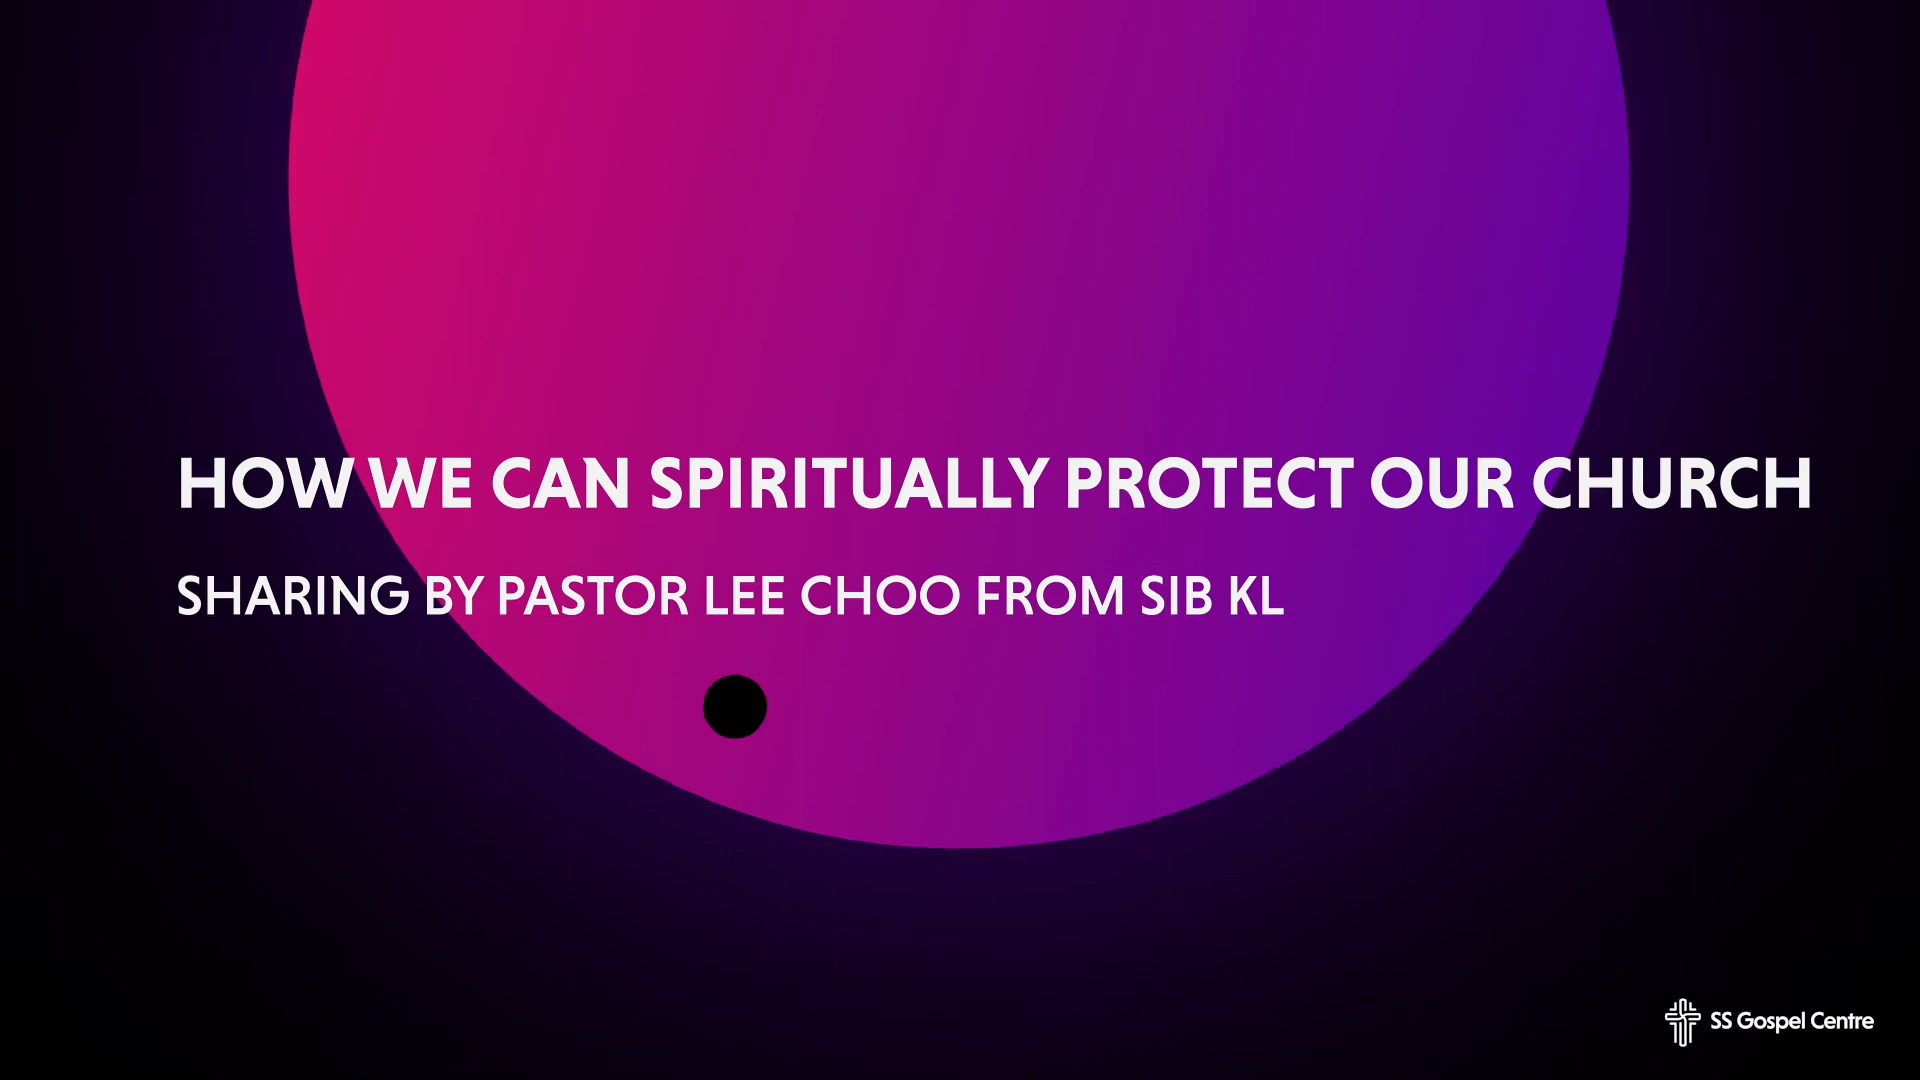 HOW WE CAN SPIRITUALLY PROTECT OUR CHURCH
SHARING BY PASTOR LEE CHOO FROM SIB KL
SS Gospel Centre